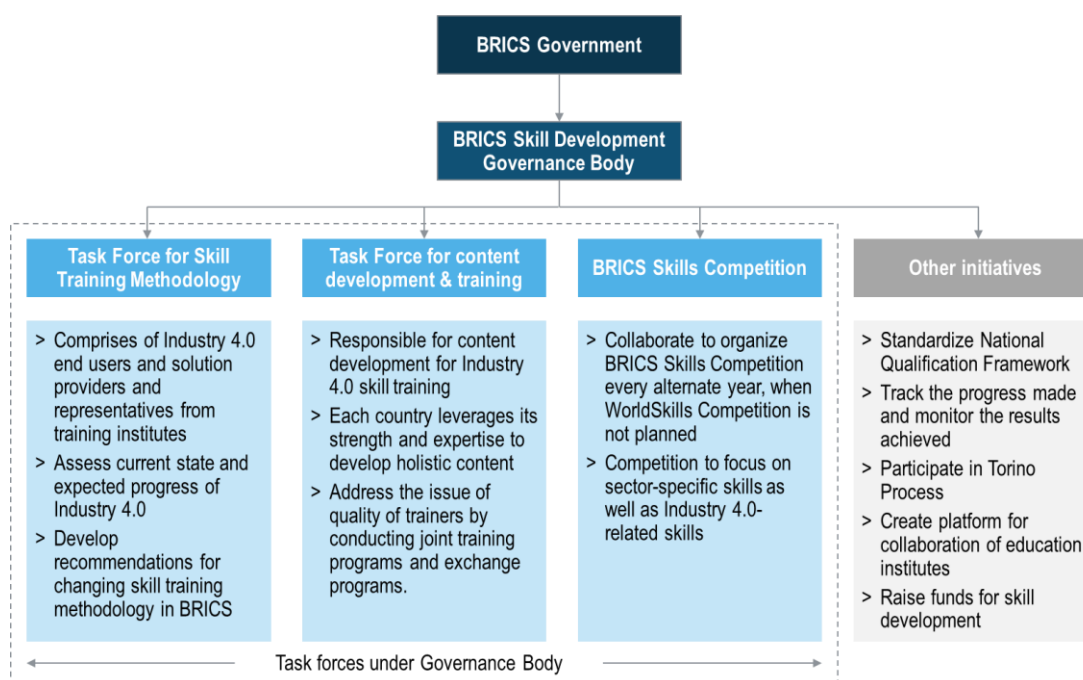 BRICS Government
BRICS Skill Development
Governance Body
Task Force for Skill
Training Methodology
> Comprises of Industry 4.0
end users and solution
providers and
representatives from
training institutes
> Assess current state and
expected progress of
Industry 4.0
> Develop
recommendations for
changing skill training
methodology in BRICS
Task Force for content
development & training
> Responsible for content
development for Industry
4.0 skill training
> Each country leverages its
strength and expertise to
develop holistic content
> Address the issue of
quality of trainers by
conducting joint training
programs and exchange
programs.
BRICS Skills Competition
> Collaborate to organize
BRICS Skills Competition
every alternate year, when
WorldSkills Competition is
not planned
> Competition to focus on
sector-specific skills as
well as Industry 4.0-
related skills
Other initiatives
> Standardize National
Qualification Framework
> Track the progress made
and monitor the results
achieved
> Participate in Torino
Process
> Create platform for
collaboration of education
institutes
> Raise funds for skill
development
Task forces under Governance Body